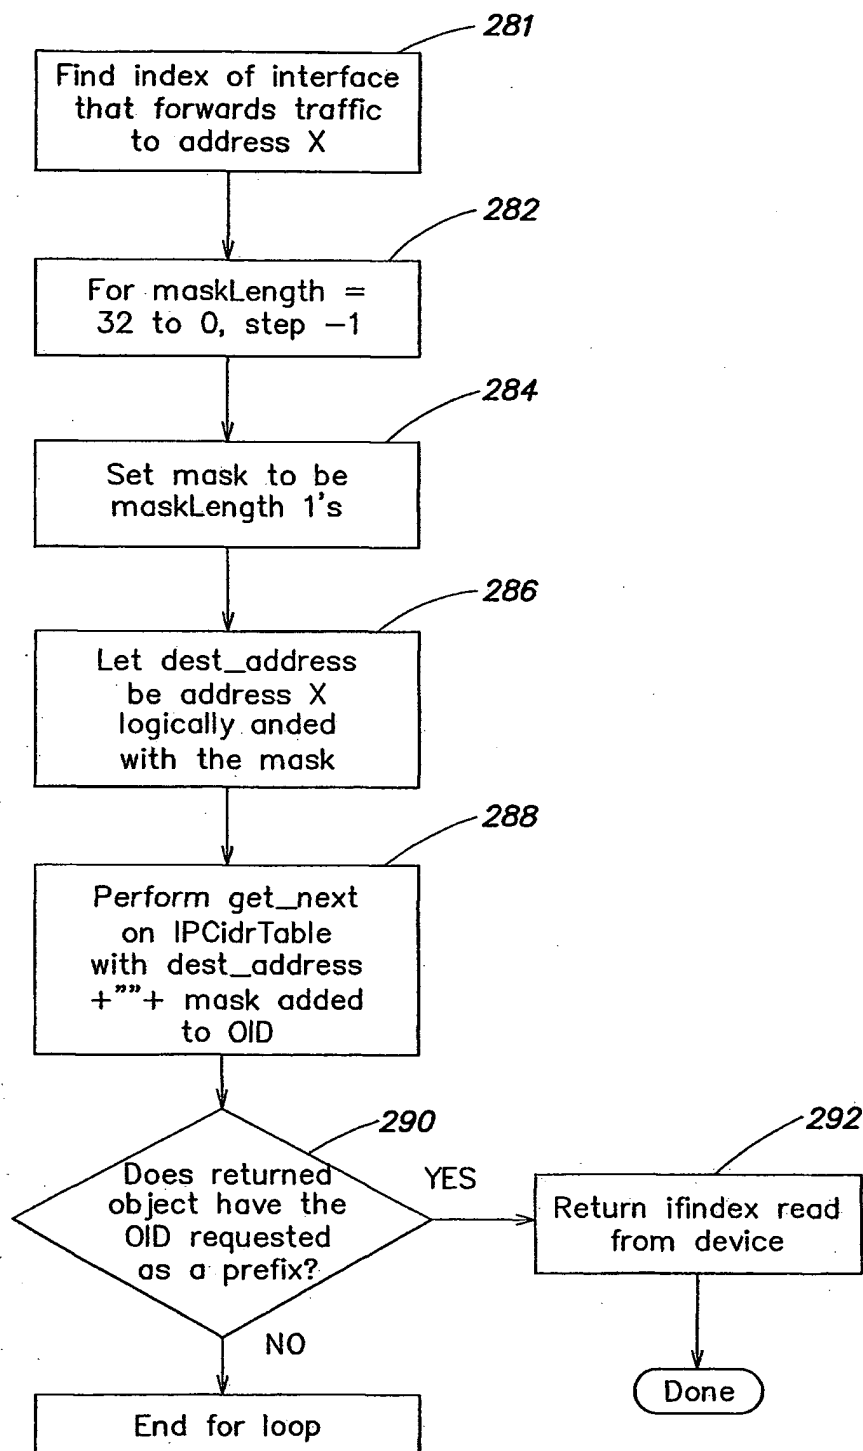 281
Find index of interface
that forwards traffic
to address X
282
For maskLength =
32 to 0, step −1
284
Set mask to be
maskLength 1's
286
Let dest_address
be address X
logically anded
with the mask
288
Perform get_next
on IPCidrTable
with dest_address
+""+ mask added
to OID
290
Does returned
object have the
OID requested
as a prefix?
YES
292
Return ifindex read
from device
NO
Done
End for loop